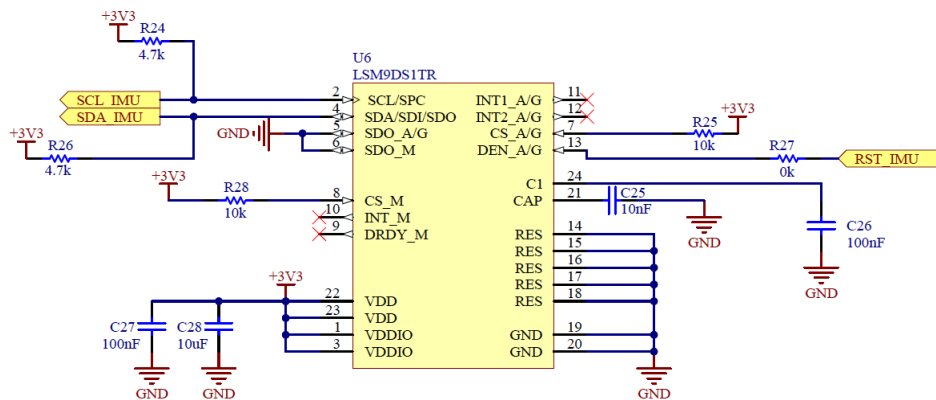 +3V3
R24
4.7k
U6
LSM9DS1TR
SCL_IMU
2
SCL/SPC
INT1_A/G
11
SDA_IMU
4
SDA/SDI/SDO
INT2_A/G
12
GND
5
SDO_A/G
CS_A/G
7
R25
10k
+3V3
6
SDO_M
DEN_A/G
13
R27
0k
RST_IMU
+3V3
R26
4.7k
+3V3
R28
10k
8
CS_M
C1
24
CAP
21
C25
10nF
GND
10
INT_M
9
DRDY_M
C26
100nF
GND
RES
14
RES
15
RES
16
RES
17
RES
18
+3V3
22
VDD
23
VDD
1
VDDIO
3
VDDIO
GND
19
GND
20
C27
100nF
C28
10uF
GND
GND
GND